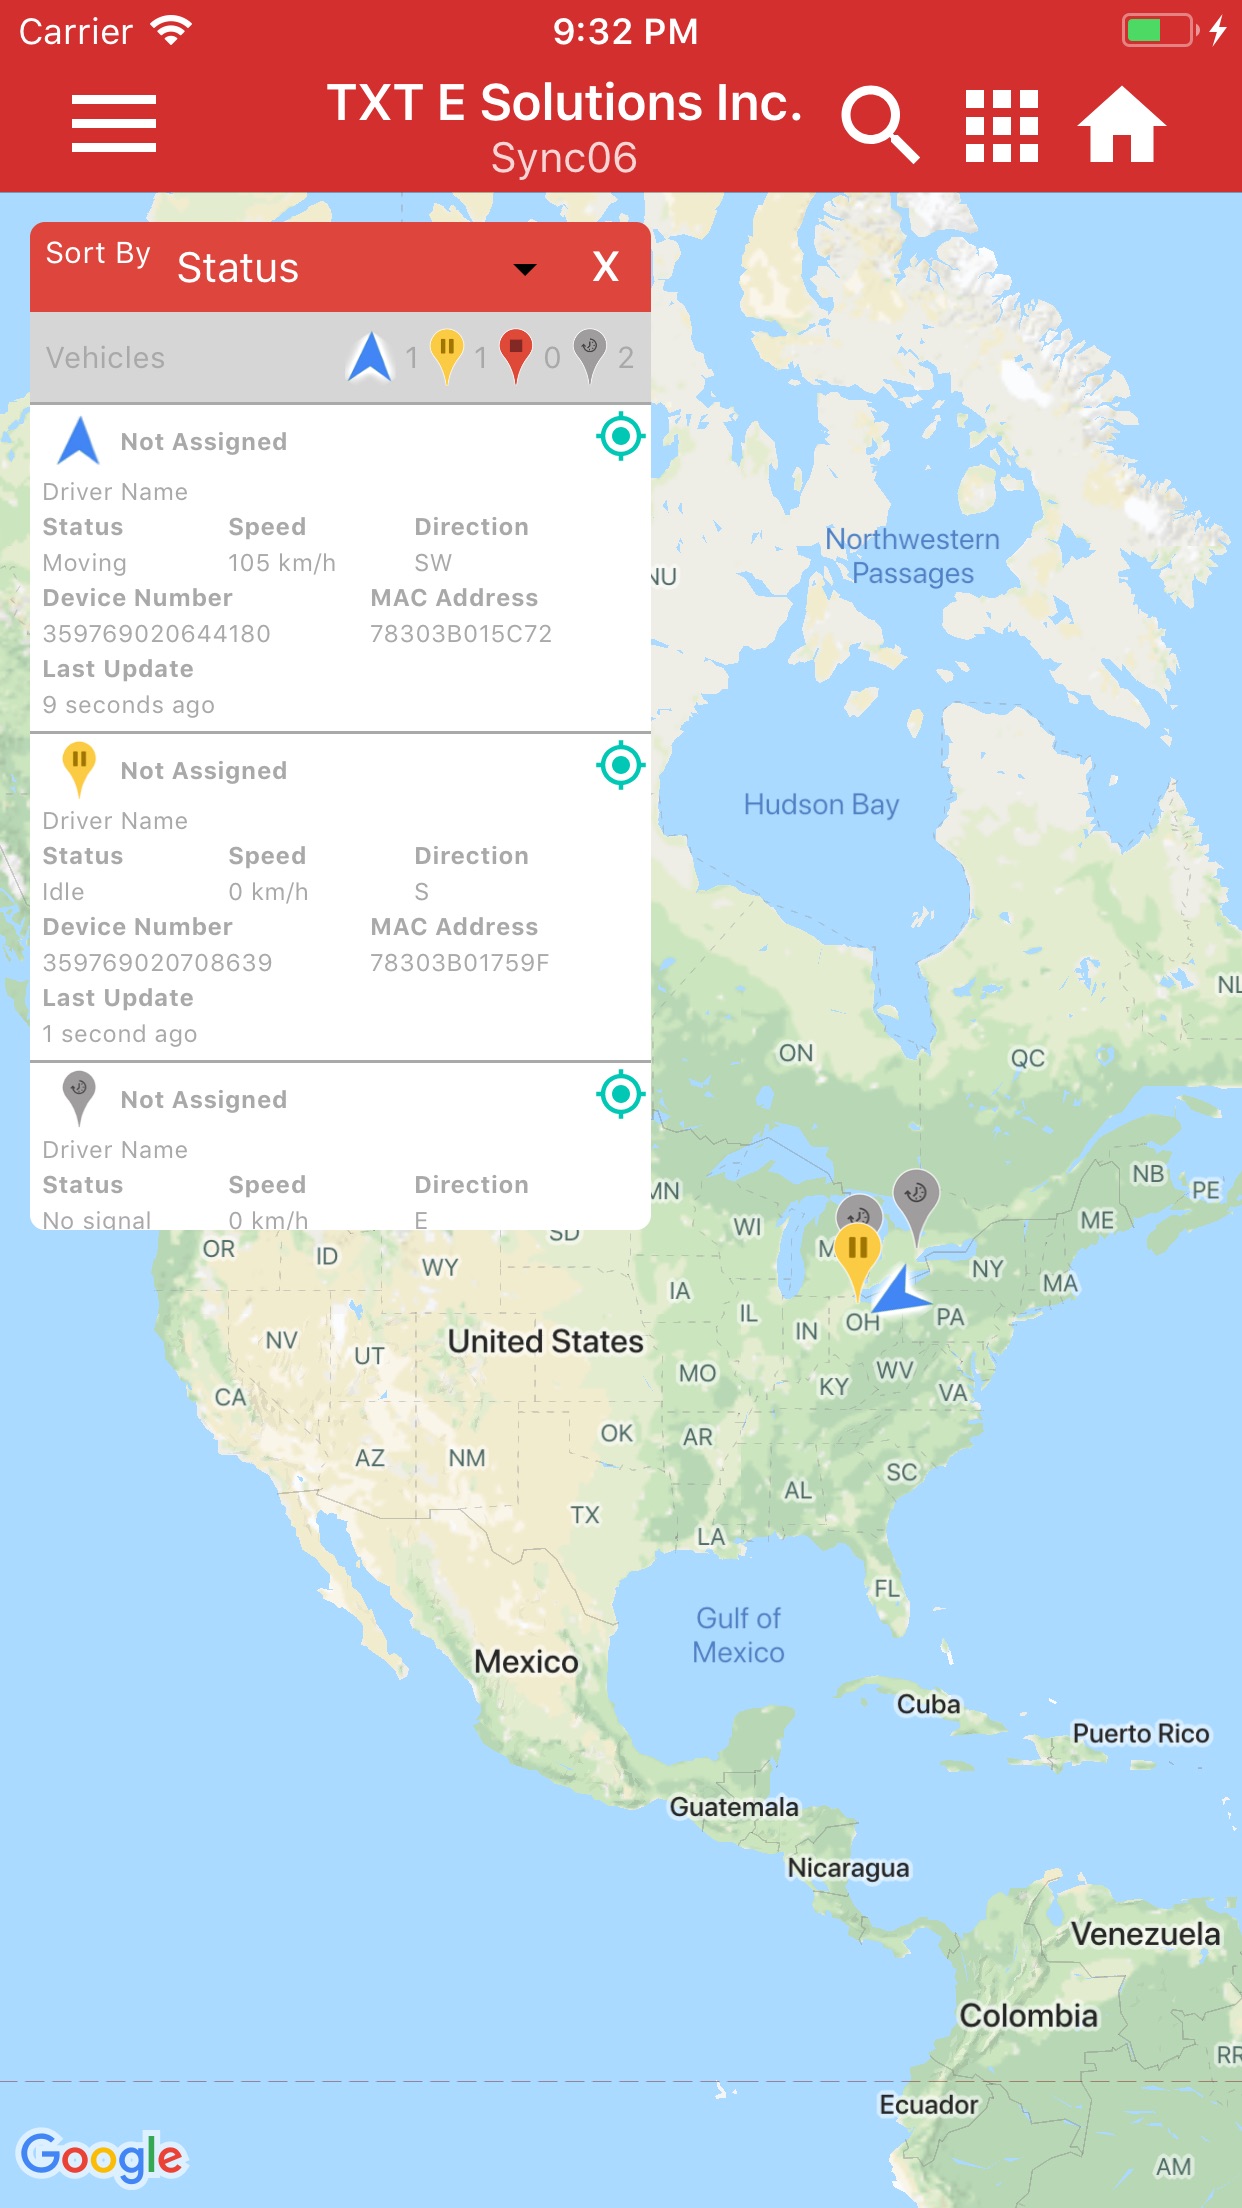 Carrier 9:32 PM
TXT E Solutions Inc.
Sync06
Sort By Status X
Vehicles 1 1 0 2
Not Assigned
Driver Name
Status Speed Direction
Moving 105 km/h SW
Device Number MAC Address
359769020644180 78303B015C72
Last Update
9 seconds ago
Not Assigned
Driver Name
Status Speed Direction
Idle 0 km/h S
Device Number MAC Address
359769020708639 78303B01759F
Last Update
1 second ago
Not Assigned
Driver Name
Status Speed Direction
No signal 0 km/h E
Northwestern
Passages
NU
Hudson Bay
NL
ON
QC
NB
PE
MN
WI
ME
OR
ID
SD
WY
NY
MA
IA
IL
IN
OH
PA
NV
UT
United States
MO
KY
WV
VA
CA
OK
AR
AZ
NM
SC
AL
TX
LA
FL
Gulf of
Mexico
Mexico
Cuba
Puerto Rico
Guatemala
Nicaragua
Venezuela
Colombia
RR
Ecuador
AM
Google